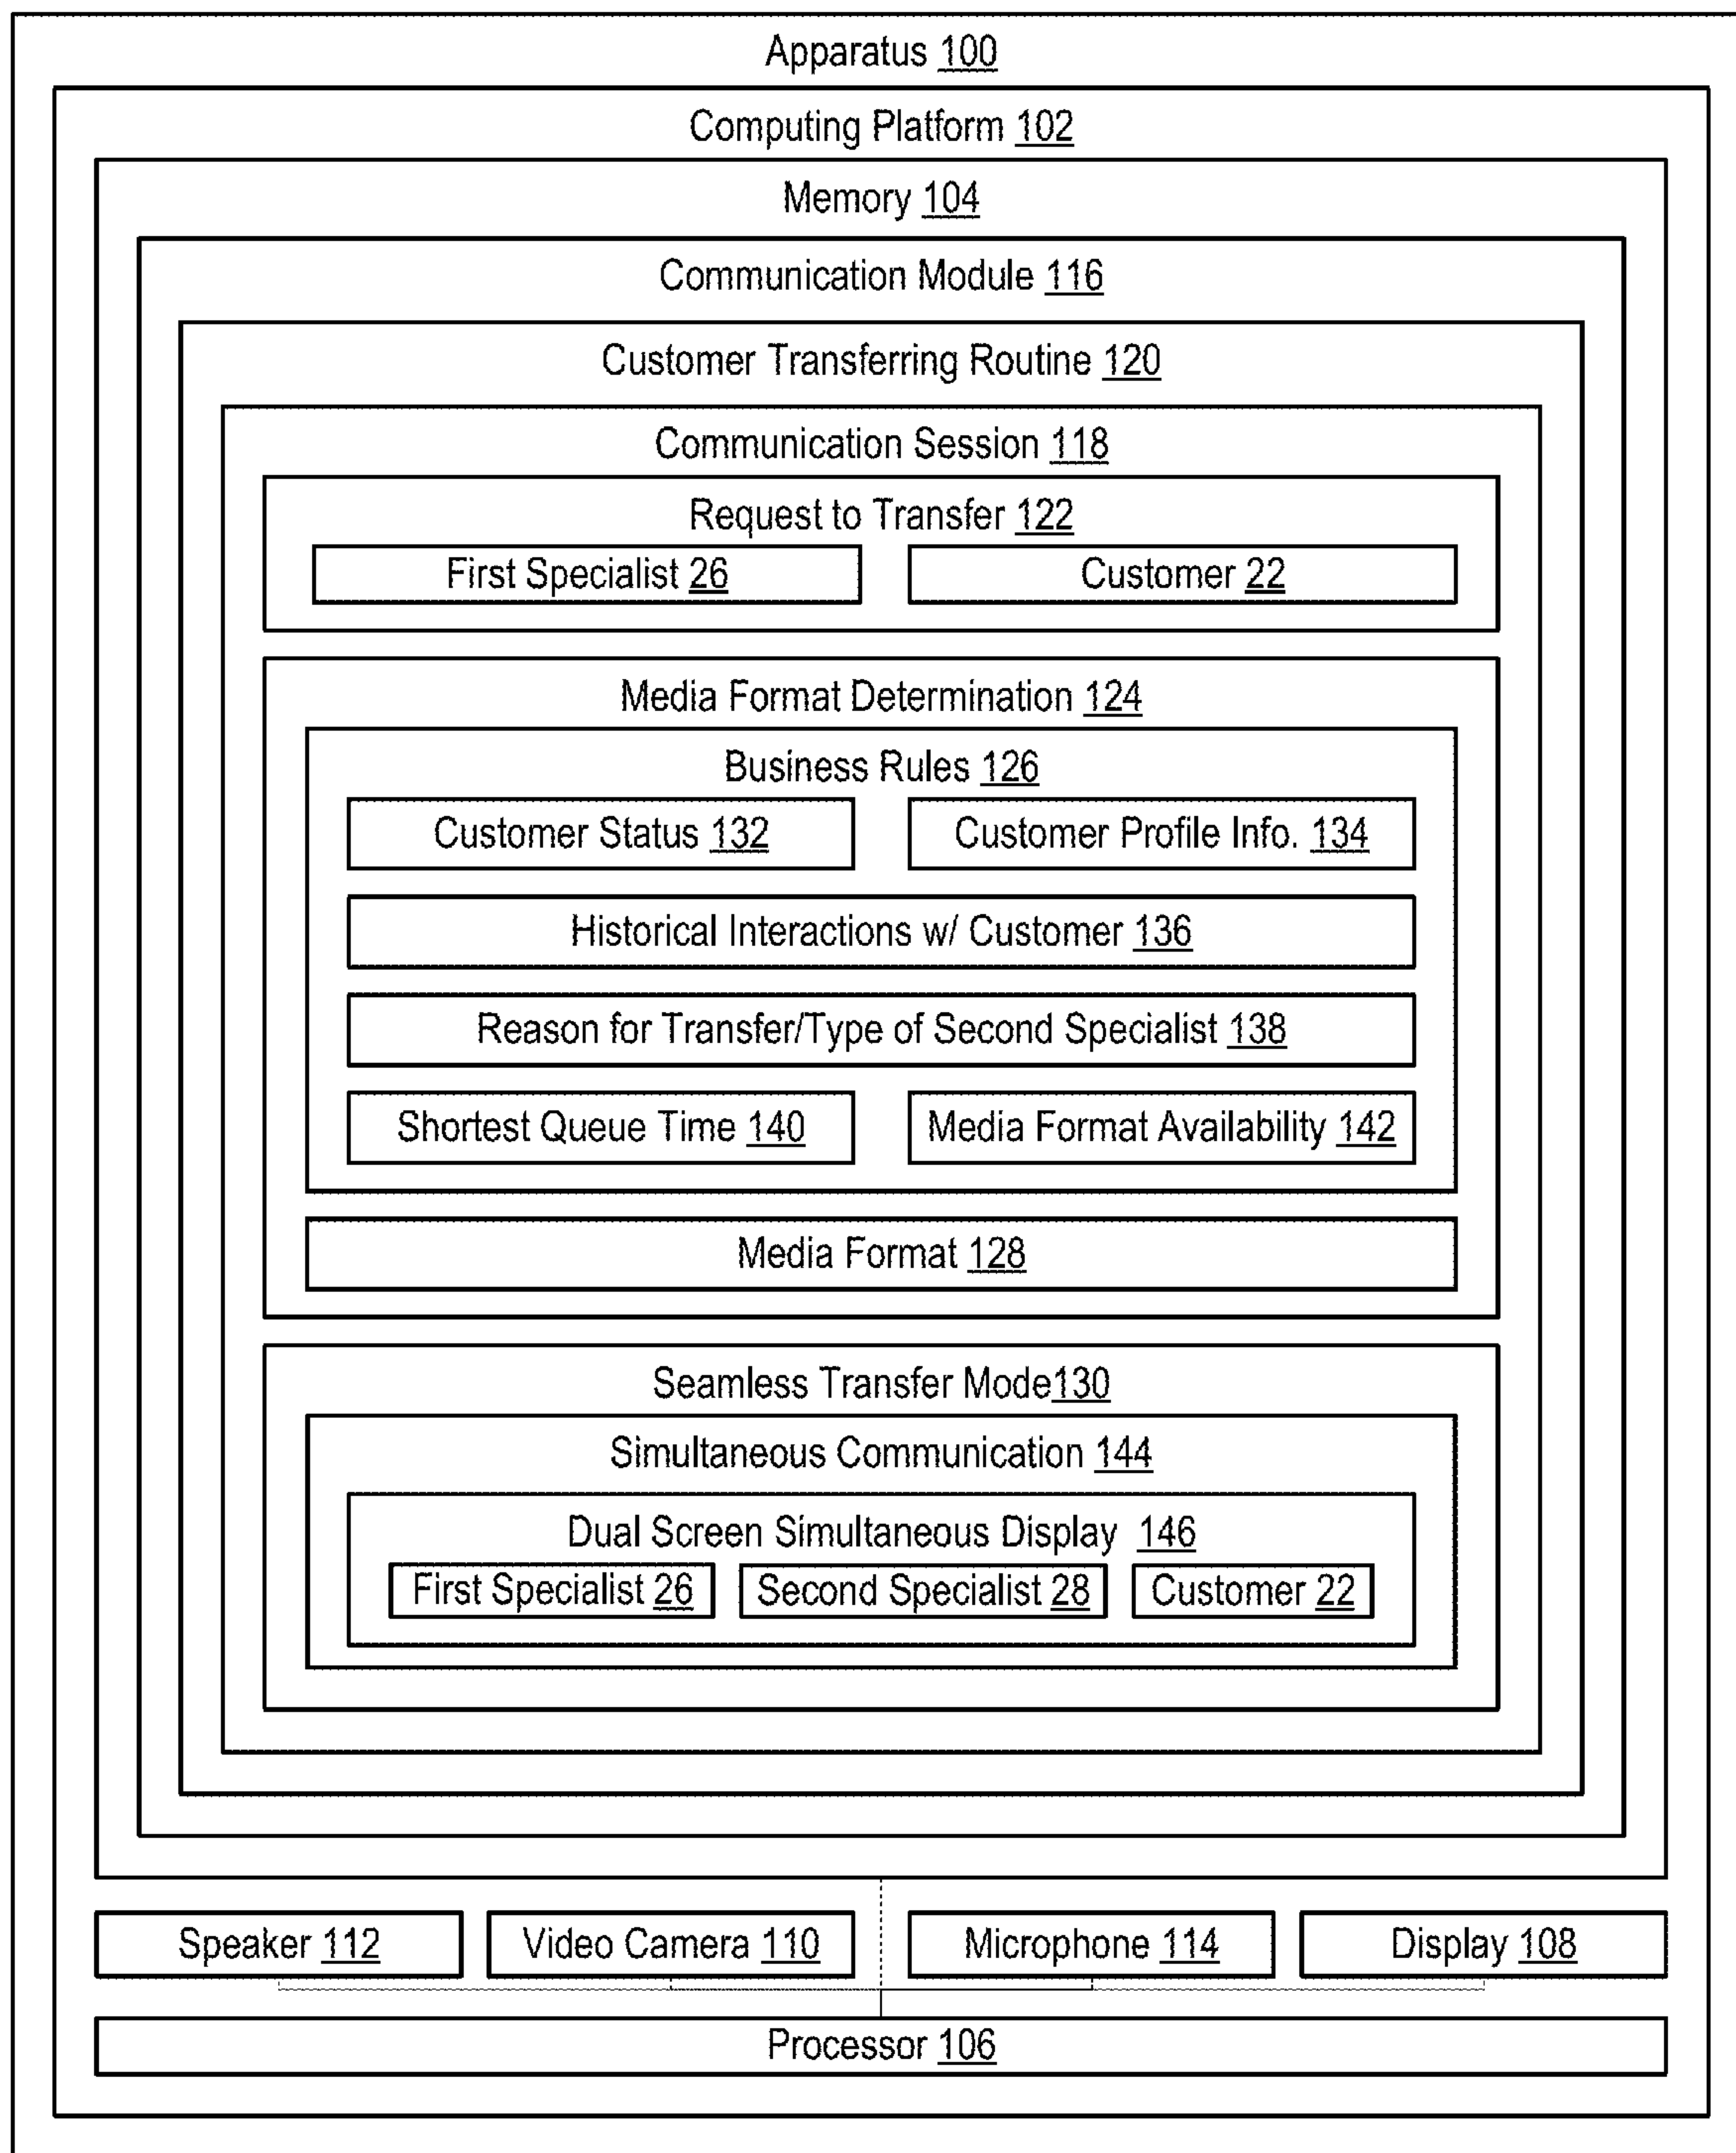 Apparatus 100
Computing Platform 102
Memory 104
Communication Module 116
Customer Transferring Routine 120
Communication Session 118
Request to Transfer 122
First Specialist 26
Customer 22
Media Format Determination 124
Business Rules 126
Customer Status 132
Customer Profile Info. 134
Historical Interactions w/ Customer 136
Reason for Transfer/Type of Second Specialist 138
Shortest Queue Time 140
Media Format Availability 142
Media Format 128
Seamless Transfer Mode130
Simultaneous Communication 144
Dual Screen Simultaneous Display 146
First Specialist 26
Second Specialist 28
Customer 22
Speaker 112
Video Camera 110
Microphone 114
Display 108
Processor 106